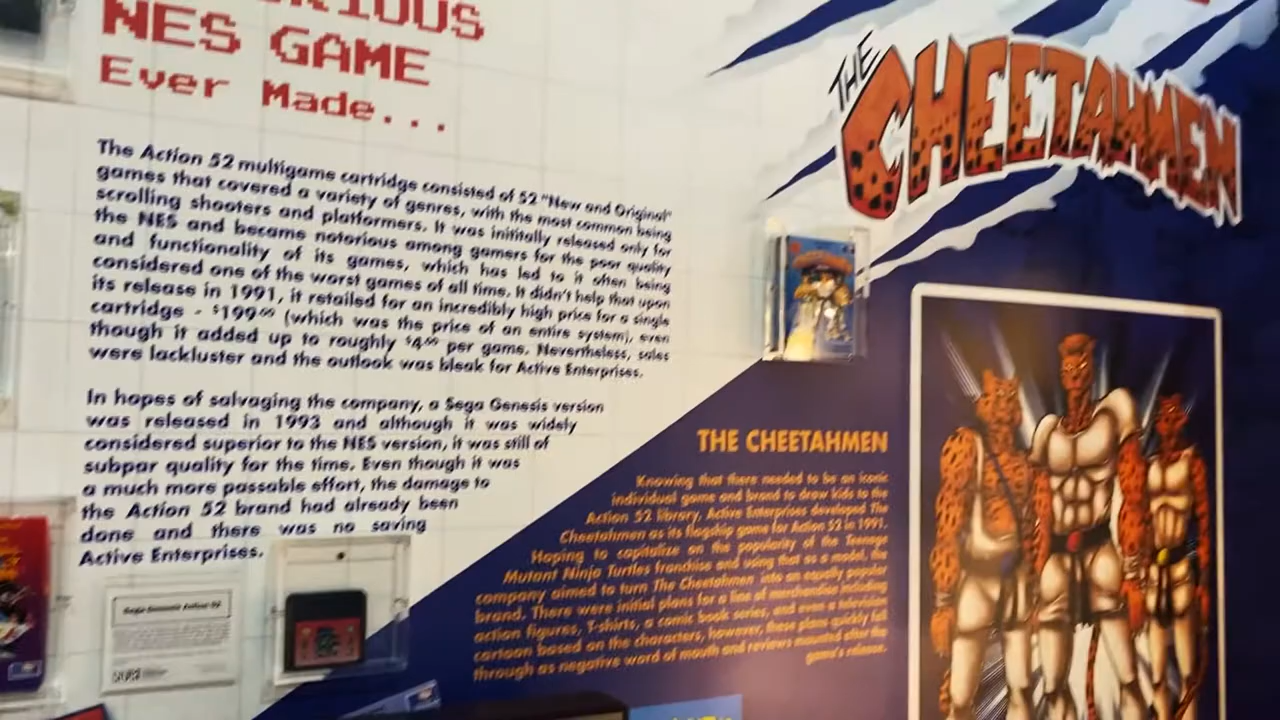 NES GAME
Ever Made...
The Action 52 multigame cartridge consisted of 52 "New and Original"
games that covered a variety of genres, with the most common being
scrolling shooters and platformers. It was initially released only for
the NES and became notorious among gamers for the poor quality
and functionality of its games, which has led to it often being
considered one of the worst games of all time. It didn't help that upon
its release in 1991, it retailed for an incredibly high price for a single
cartridge - $199.00 (which was the price of an entire system), even
though it added up to roughly $4.00 per game. Nevertheless, sales
were lackluster and the outlook was bleak for Active Enterprises.
In hopes of salvaging the company, a Sega Genesis version
was released in 1993 and although it was widely
considered superior to the NES version, it was still of
subpar quality for the time. Even though it was
a much more passable effort, the damage to
the Action 52 brand had already been
done and there was no saving
Active Enterprises.
Sega Genesis Action 52
THE
CHEETAHMEN
THE CHEETAHMEN
Knowing that there needed to be an iconic
individual game and brand to draw kids to the
Action 52 library, Active Enterprises developed The
Cheetahmen as its flagship game for Action 52 in 1991.
Hoping to capitalize on the popularity of the Teenage
Mutant Ninja Turtles franchise and using that as a model, the
company aimed to turn The Cheetahmen into an equally popular
brand. There were initial plans for a line of merchandise including
action figures, T-shirts, a comic book series, and even a television
cartoon based on the characters, however, these plans quickly fell
through as negative word of mouth and reviews mounted after the
game's release.